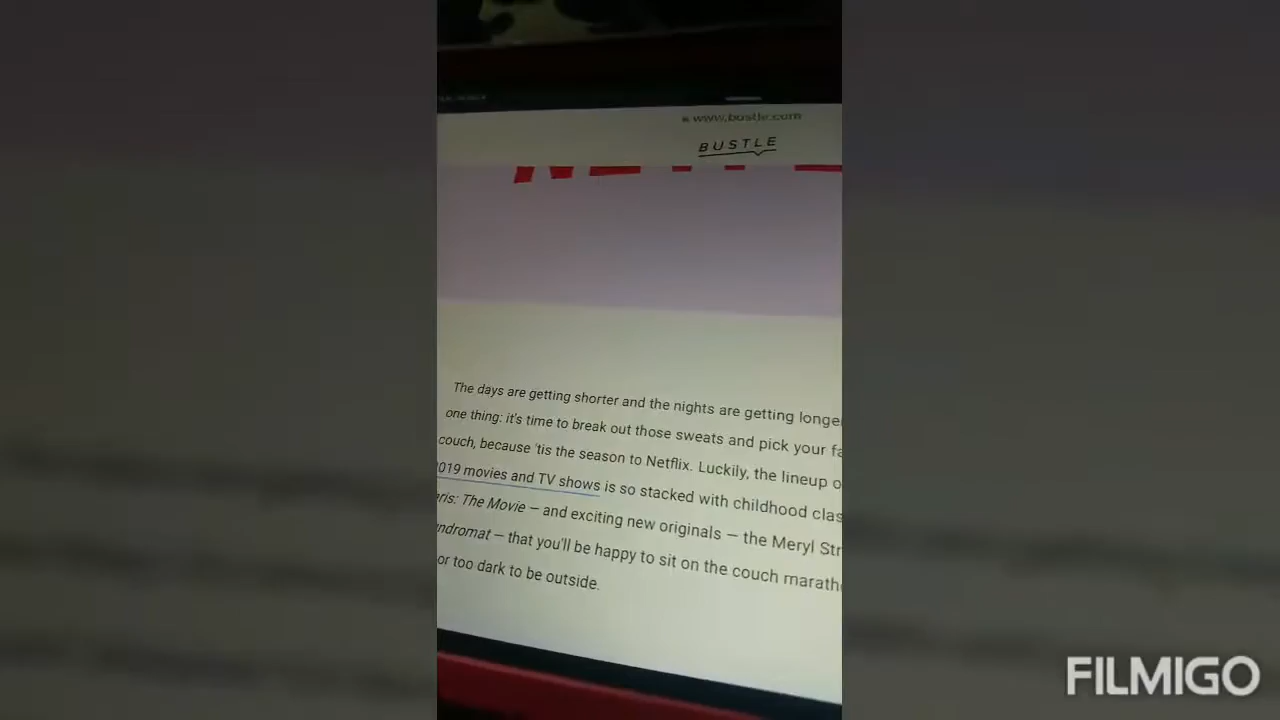 www.bustle.com
BUSTLE
The days are getting shorter and the nights are getting longe
one thing: it's time to break out those sweats and pick your fa
couch, because 'tis the season to Netflix. Luckily, the lineup o
019 movies and TV shows is so stacked with childhood clas
aris: The Movie — and exciting new originals — the Meryl Str
ndromat — that you'll be happy to sit on the couch marath
or too dark to be outside.
FILMIGO